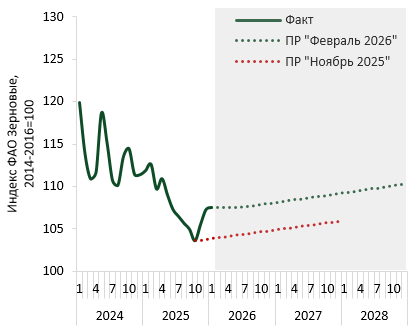 Индекс ФАО Зерновые,
2014-2016=100
130
125
120
115
110
105
100
Факт
ПР "Февраль 2026"
ПР "Ноябрь 2025"
1 4 7 10 1 4 7 10 1 4 7 10 1 4 7 10 1 4 7 10
2024 2025 2026 2027 2028